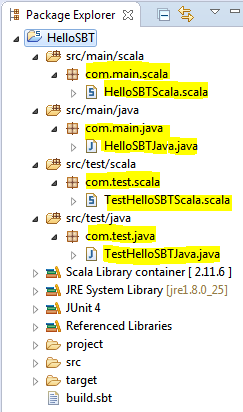 Package Explorer
HelloSBT
src/main/scala
com.main.scala
HelloSBTScala.scala
src/main/java
com.main.java
HelloSBTJava.java
src/test/scala
com.test.scala
TestHelloSBTScala.scala
src/test/java
com.test.java
TestHelloSBTJava.java
Scala Library container [ 2.11.6 ]
JRE System Library [jre1.8.0_25]
JUnit 4
Referenced Libraries
project
src
target
build.sbt